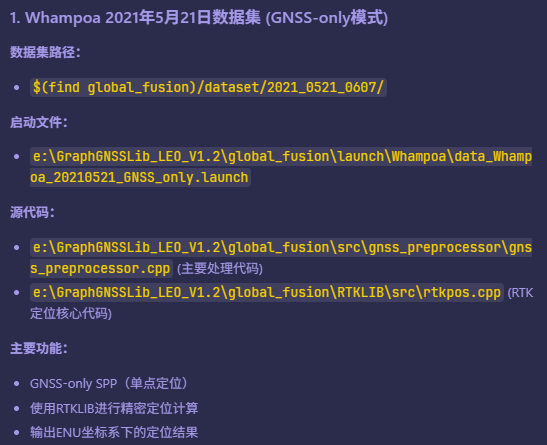 1. Whampoa 2021年5月21日数据集 (GNSS-only模式)
数据集路径：
• $(find global_fusion)/dataset/2021_0521_0607/
启动文件：
• e:\GraphGNSSLib_LEO_V1.2\global_fusion\launch\Whampoa\data_Whamp
oa_20210521_GNSS_only.launch
源代码：
• e:\GraphGNSSLib_LEO_V1.2\global_fusion\src\gnss_preprocessor\gns
s_preprocessor.cpp (主要处理代码)
• e:\GraphGNSSLib_LEO_V1.2\global_fusion\RTKLIB\src\rtkpos.cpp (RTK
定位核心代码)
主要功能：
• GNSS-only SPP（单点定位）
• 使用RTKLIB进行精密定位计算
• 输出ENU坐标系下的定位结果